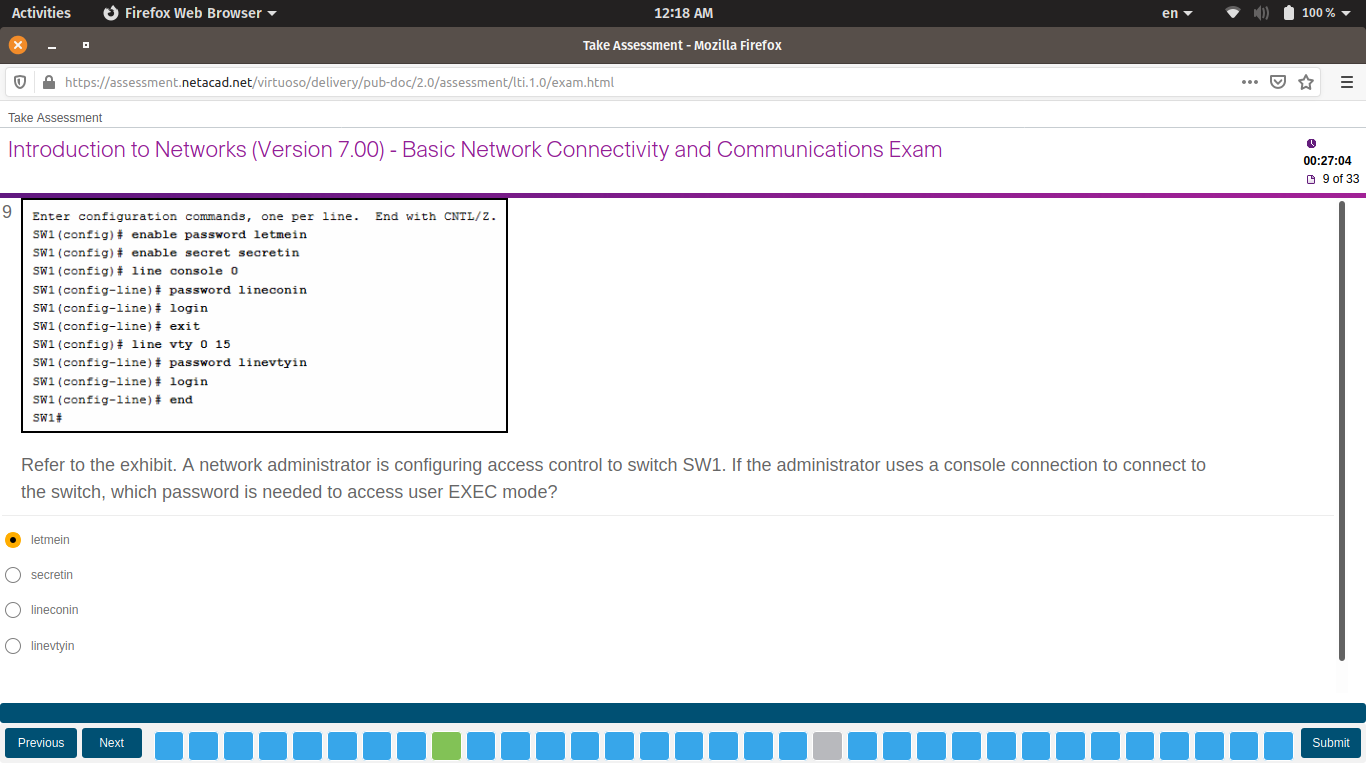 Activities Firefox Web Browser 12:18 AM en 100 %
Take Assessment - Mozilla Firefox
https://assessment.netacad.net/virtuoso/delivery/pub-doc/2.0/assessment/lti.1.0/exam.html
Take Assessment
Introduction to Networks (Version 7.00) - Basic Network Connectivity and Communications Exam
00:27:04
9 of 33
9
Enter configuration commands, one per line.  End with CNTL/Z.
SW1(config)# enable password letmein
SW1(config)# enable secret secretin
SW1(config)# line console 0
SW1(config-line)# password lineconin
SW1(config-line)# login
SW1(config-line)# exit
SW1(config)# line vty 0 15
SW1(config-line)# password linevtyin
SW1(config-line)# login
SW1(config-line)# end
SW1#
Refer to the exhibit. A network administrator is configuring access control to switch SW1. If the administrator uses a console connection to connect to
the switch, which password is needed to access user EXEC mode?
letmein
secretin
lineconin
linevtyin
Previous Next Submit